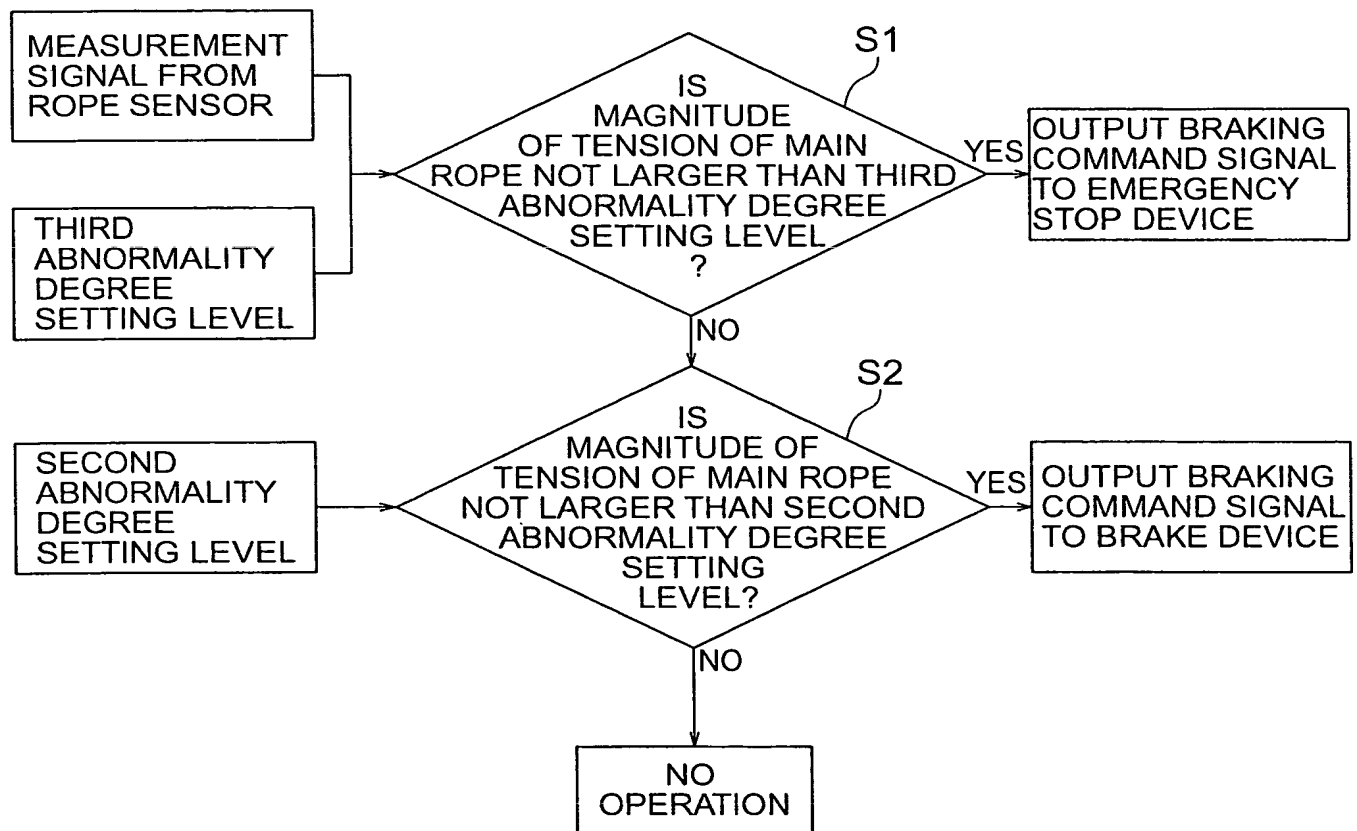 MEASUREMENT
SIGNAL FROM
ROPE SENSOR
THIRD
ABNORMALITY
DEGREE
SETTING LEVEL
S1
IS
MAGNITUDE
OF TENSION OF MAIN
ROPE NOT LARGER THAN THIRD
ABNORMALITY DEGREE
SETTING LEVEL
?
YES
OUTPUT BRAKING
COMMAND SIGNAL
TO EMERGENCY
STOP DEVICE
NO
SECOND
ABNORMALITY
DEGREE
SETTING LEVEL
S2
IS
MAGNITUDE OF
TENSION OF MAIN ROPE
NOT LARGER THAN SECOND
ABNORMALITY DEGREE
SETTING
LEVEL?
YES
OUTPUT BRAKING
COMMAND SIGNAL
TO BRAKE DEVICE
NO
NO
OPERATION